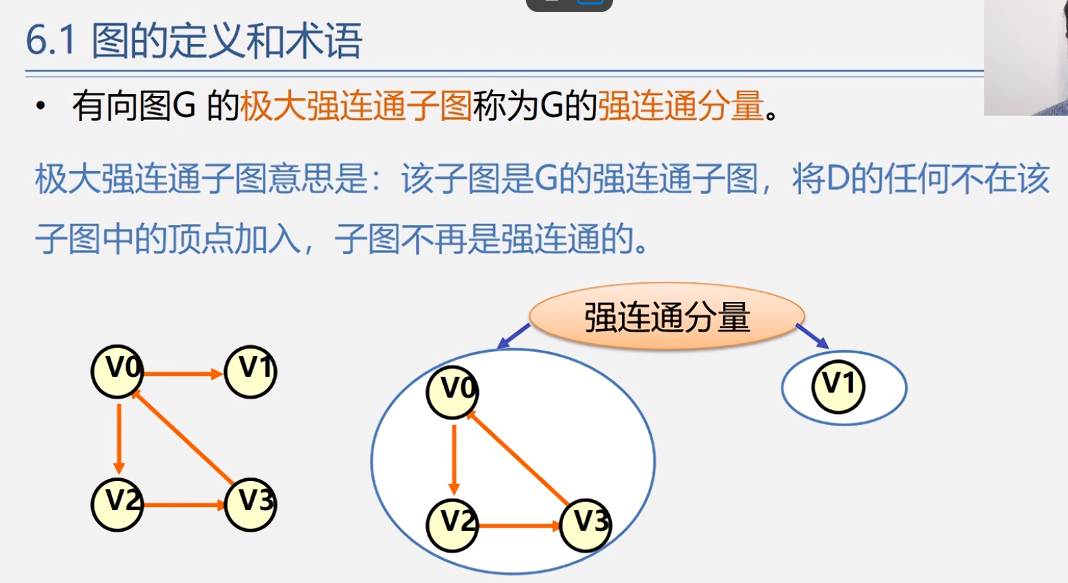 6.1 图的定义和术语
• 有向图G 的极大强连通子图称为G的强连通分量。
极大强连通子图意思是：该子图是G的强连通子图，将D的任何不在该
子图中的顶点加入，子图不再是强连通的。
强连通分量
V0 V1
V2 V3
V0
V2 V3
V1